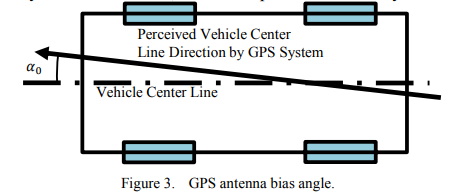 Perceived Vehicle Center
Line Direction by GPS System
α₀
Vehicle Center Line
Figure 3. GPS antenna bias angle.